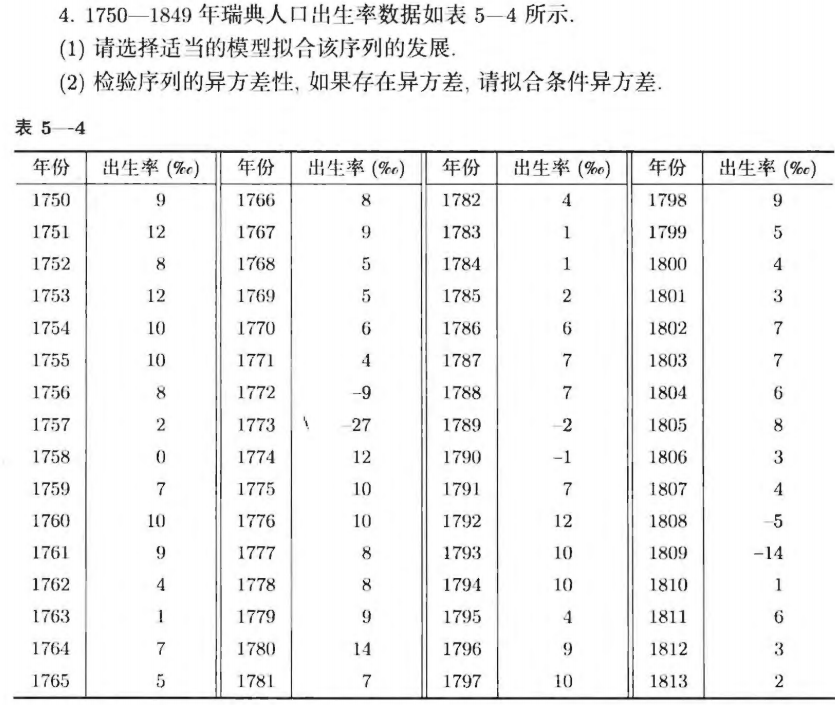 4. 1750—1849 年瑞典人口出生率数据如表 5—4 所示.
(1) 请选择适当的模型拟合该序列的发展.
(2) 检验序列的异方差性, 如果存在异方差, 请拟合条件异方差.
表 5—4
年份 出生率 (‰) 年份 出生率 (‰) 年份 出生率 (‰) 年份 出生率 (‰)
1750 9 1766 8 1782 4 1798 9
1751 12 1767 9 1783 1 1799 5
1752 8 1768 5 1784 1 1800 4
1753 12 1769 5 1785 2 1801 3
1754 10 1770 6 1786 6 1802 7
1755 10 1771 4 1787 7 1803 7
1756 8 1772 –9 1788 7 1804 6
1757 2 1773 –27 1789 –2 1805 8
1758 0 1774 12 1790 –1 1806 3
1759 7 1775 10 1791 7 1807 4
1760 10 1776 10 1792 12 1808 –5
1761 9 1777 8 1793 10 1809 –14
1762 4 1778 8 1794 10 1810 1
1763 1 1779 9 1795 4 1811 6
1764 7 1780 14 1796 9 1812 3
1765 5 1781 7 1797 10 1813 2